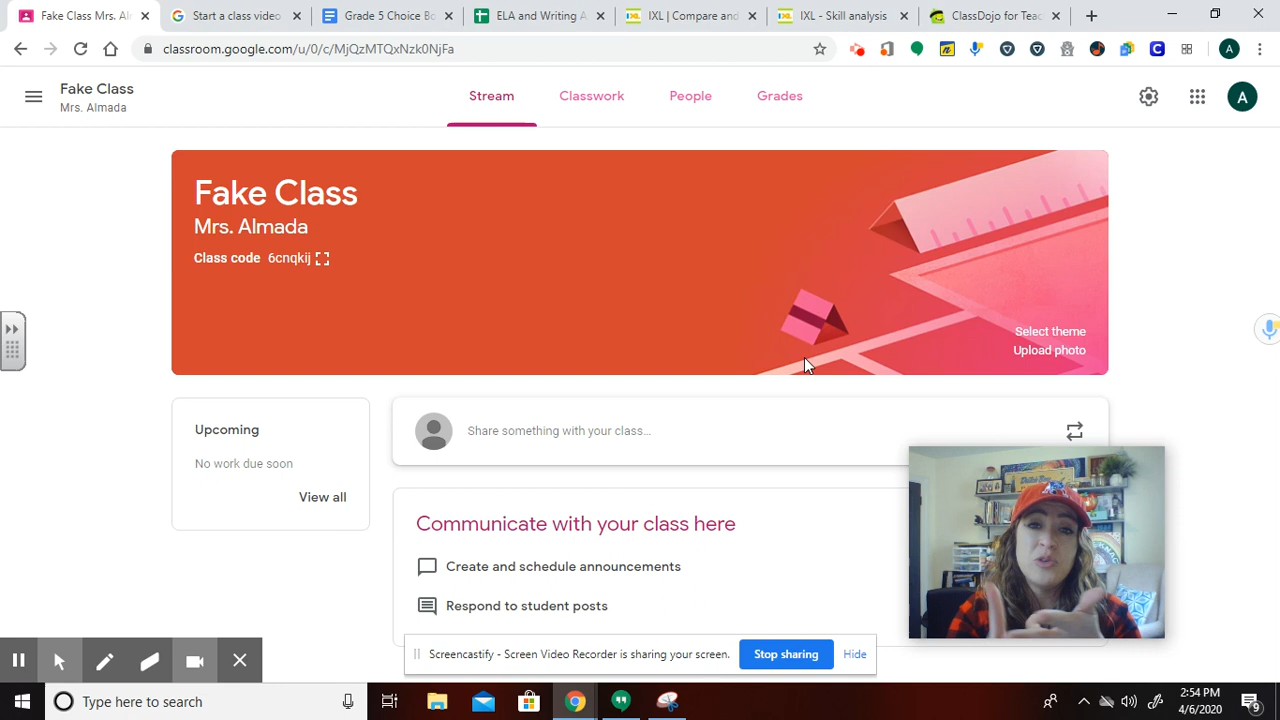 Fake Class Mrs. Al
Start a class video
Grade 5 Choice Bo
ELA and Writing A
IXL | Compare and
IXL - Skill analysis
ClassDojo for Teac
classroom.google.com/u/0/c/MjQzMTQxNzk0NjFa
A
Fake Class
Mrs. Almada
Stream
Classwork
People
Grades
A
Fake Class
Mrs. Almada
Class code 6cnqkij
Select theme
Upload photo
Upcoming
No work due soon
View all
Share something with your class...
Communicate with your class here
Create and schedule announcements
Respond to student posts
Screencastify - Screen Video Recorder is sharing your screen.
Stop sharing
Hide
Type here to search
2:54 PM
4/6/2020
9